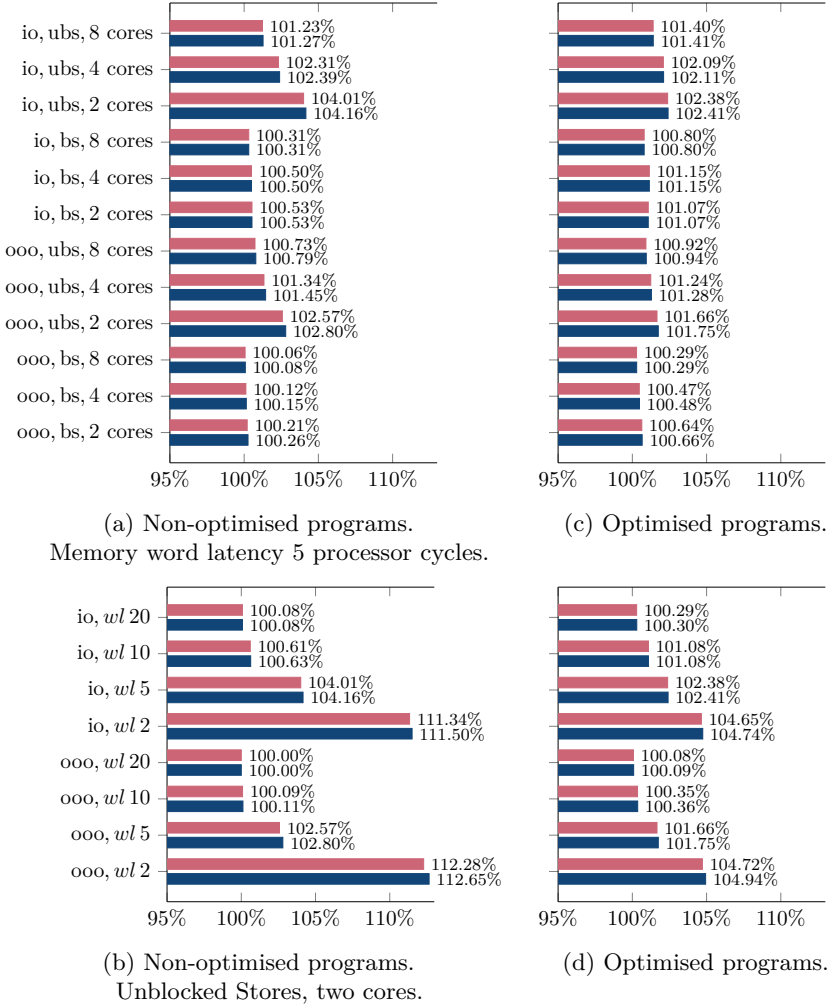 io, ubs, 8 cores
101.23%
101.27%
io, ubs, 4 cores
102.31%
102.39%
io, ubs, 2 cores
104.01%
104.16%
io, bs, 8 cores
100.31%
100.31%
io, bs, 4 cores
100.50%
100.50%
io, bs, 2 cores
100.53%
100.53%
ooo, ubs, 8 cores
100.73%
100.79%
ooo, ubs, 4 cores
101.34%
101.45%
ooo, ubs, 2 cores
102.57%
102.80%
ooo, bs, 8 cores
100.06%
100.08%
ooo, bs, 4 cores
100.12%
100.15%
ooo, bs, 2 cores
100.21%
100.26%
95% 100% 105% 110%
(a) Non-optimised programs.
Memory word latency 5 processor cycles.
101.40%
101.41%
102.09%
102.11%
102.38%
102.41%
100.80%
100.80%
101.15%
101.15%
101.07%
101.07%
100.92%
100.94%
101.24%
101.28%
101.66%
101.75%
100.29%
100.29%
100.47%
100.48%
100.64%
100.66%
95% 100% 105% 110%
(c) Optimised programs.
io, wl 20
100.08%
100.08%
io, wl 10
100.61%
100.63%
io, wl 5
104.01%
104.16%
io, wl 2
111.34%
111.50%
ooo, wl 20
100.00%
100.00%
ooo, wl 10
100.09%
100.11%
ooo, wl 5
102.57%
102.80%
ooo, wl 2
112.28%
112.65%
95% 100% 105% 110%
(b) Non-optimised programs.
Unblocked Stores, two cores.
100.29%
100.30%
101.08%
101.08%
102.38%
102.41%
104.65%
104.74%
100.08%
100.09%
100.35%
100.36%
101.66%
101.75%
104.72%
104.94%
95% 100% 105% 110%
(d) Optimised programs.